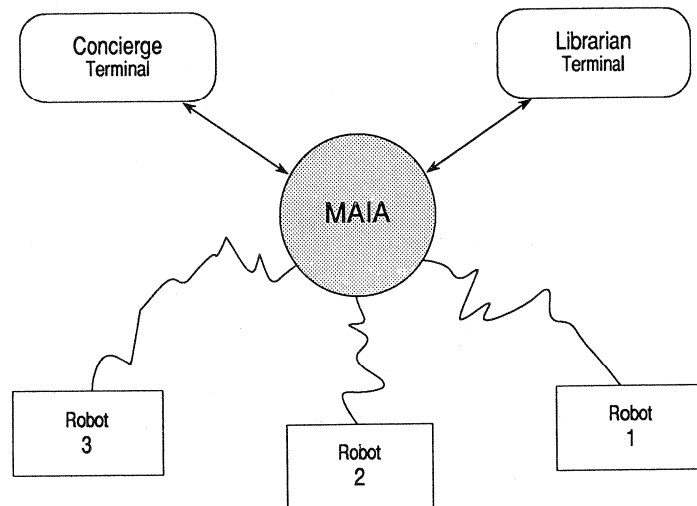 Concierge
Terminal
Librarian
Terminal
MAIA
Robot
3
Robot
2
Robot
1